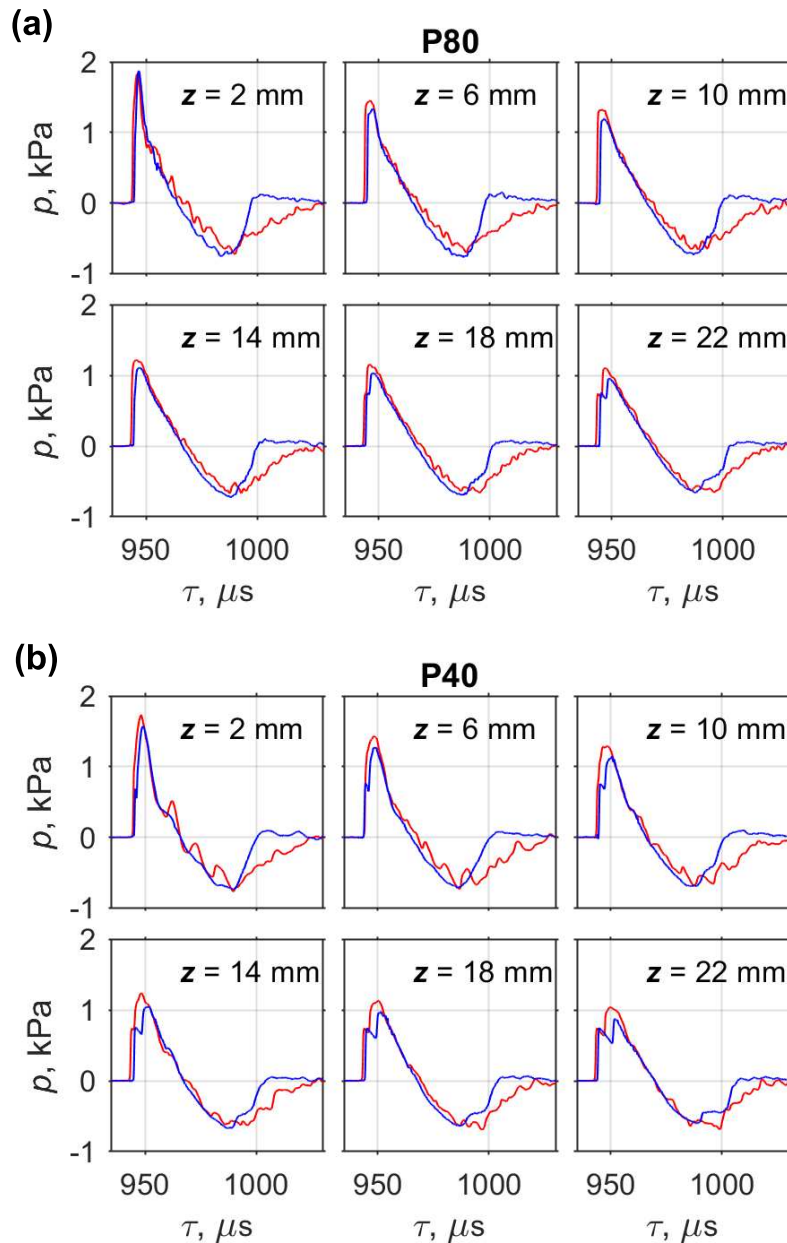 (a)
P80
2
1
0
-1
p, kPa
z = 2 mm
z = 6 mm
z = 10 mm
2
1
0
-1
p, kPa
z = 14 mm
z = 18 mm
z = 22 mm
950 1000 950 1000 950 1000
τ, μs τ, μs τ, μs
(b)
P40
2
1
0
-1
p, kPa
z = 2 mm
z = 6 mm
z = 10 mm
2
1
0
-1
p, kPa
z = 14 mm
z = 18 mm
z = 22 mm
950 1000 950 1000 950 1000
τ, μs τ, μs τ, μs